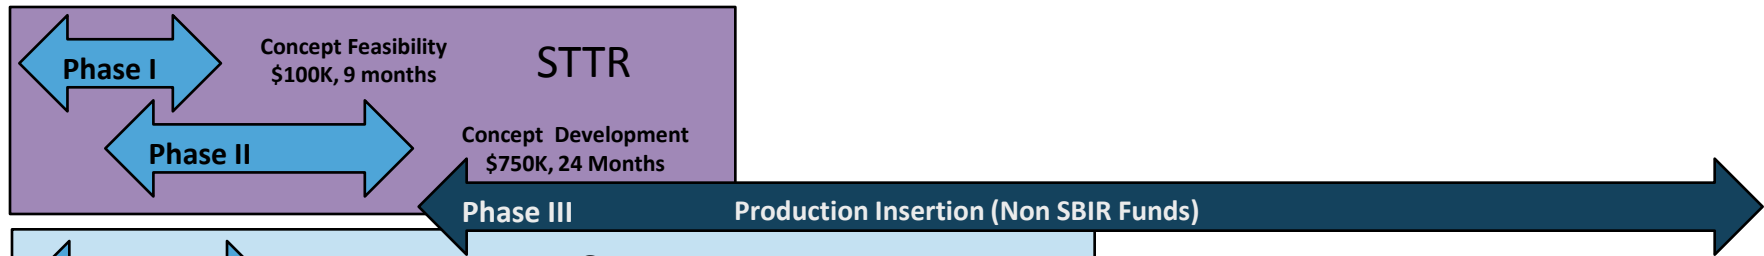 Phase I
Concept Feasibility
$100K, 9 months
STTR
Phase II
Concept Development
$750K, 24 Months
Phase III
Production Insertion (Non SBIR Funds)